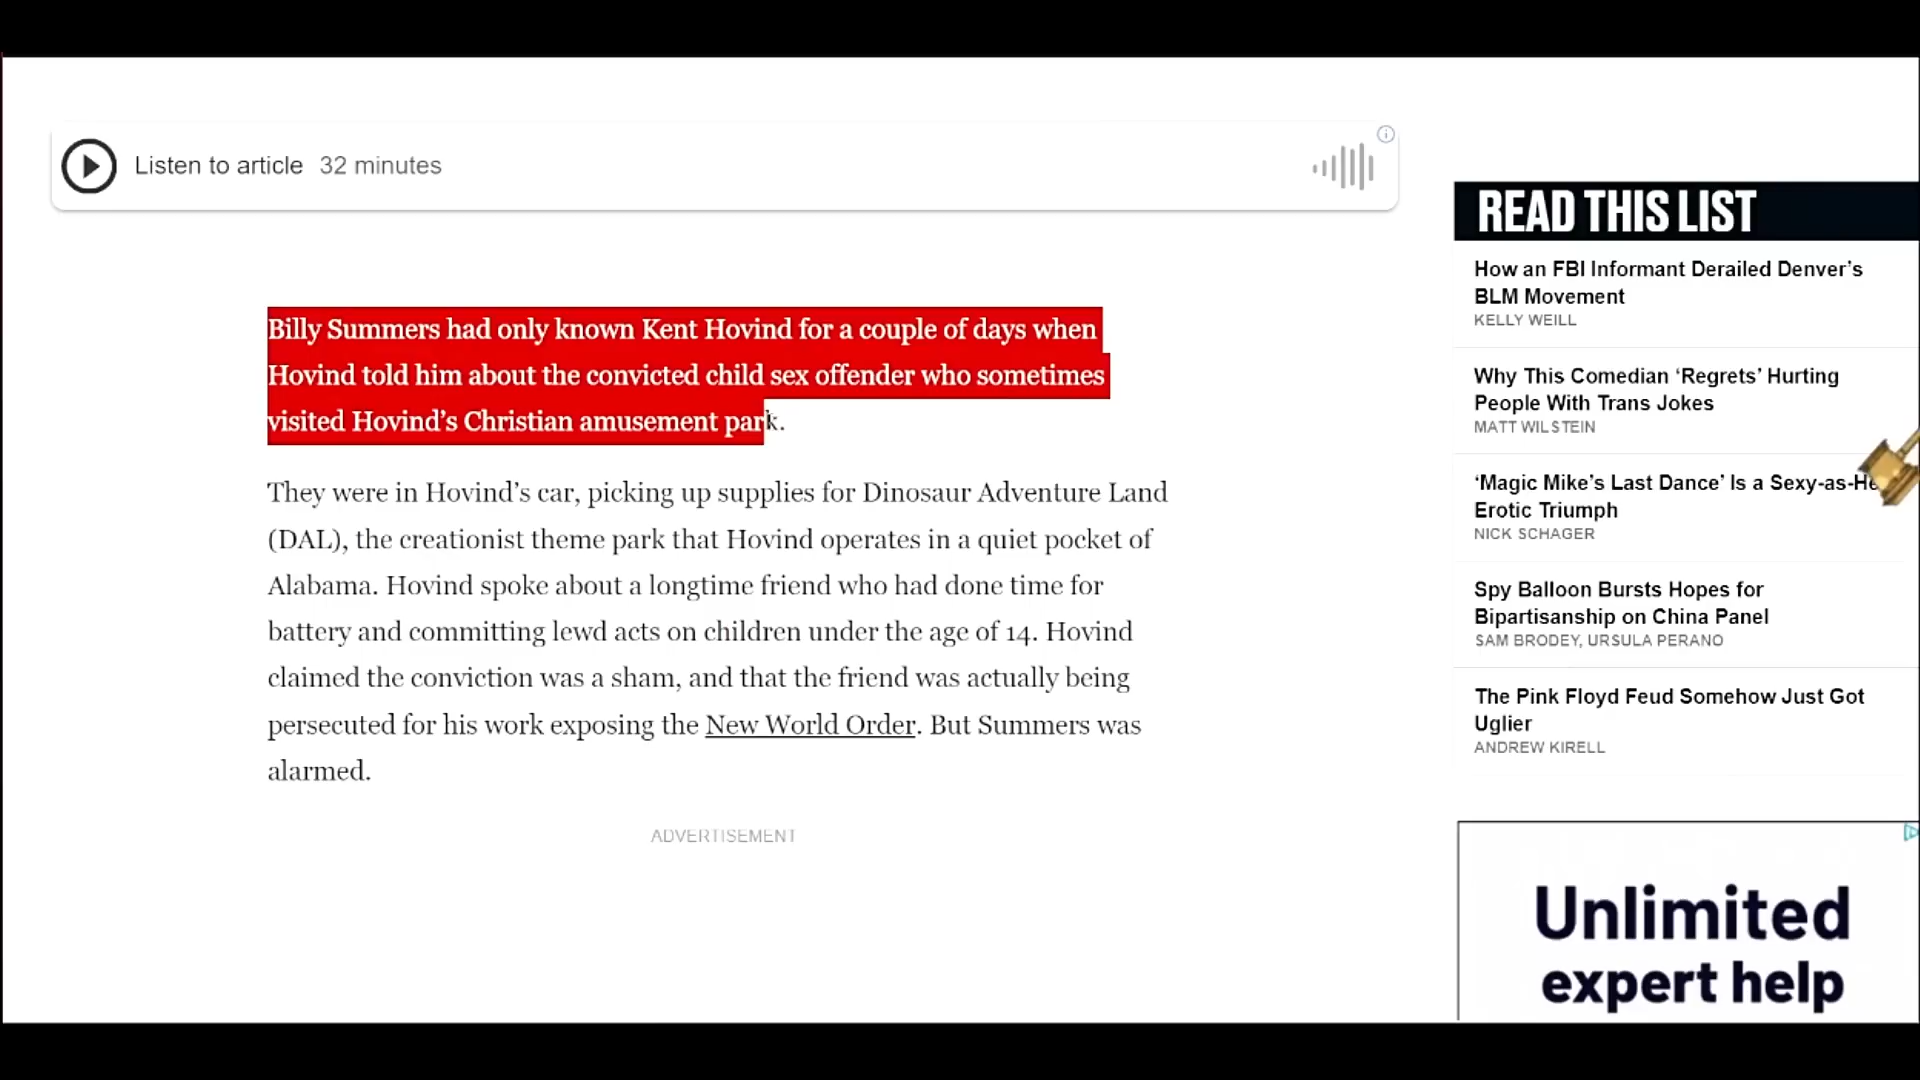 Listen to article 32 minutes
Billy Summers had only known Kent Hovind for a couple of days when
Hovind told him about the convicted child sex offender who sometimes
visited Hovind's Christian amusement park.
They were in Hovind's car, picking up supplies for Dinosaur Adventure Land
(DAL), the creationist theme park that Hovind operates in a quiet pocket of
Alabama. Hovind spoke about a longtime friend who had done time for
battery and committing lewd acts on children under the age of 14. Hovind
claimed the conviction was a sham, and that the friend was actually being
persecuted for his work exposing the New World Order. But Summers was
alarmed.
ADVERTISEMENT
READ THIS LIST
How an FBI Informant Derailed Denver's
BLM Movement
KELLY WEILL
Why This Comedian 'Regrets' Hurting
People With Trans Jokes
MATT WILSTEIN
'Magic Mike's Last Dance' Is a Sexy-as-He
Erotic Triumph
NICK SCHAGER
Spy Balloon Bursts Hopes for
Bipartisanship on China Panel
SAM BRODEY, URSULA PERANO
The Pink Floyd Feud Somehow Just Got
Uglier
ANDREW KIRELL
Unlimited
expert help